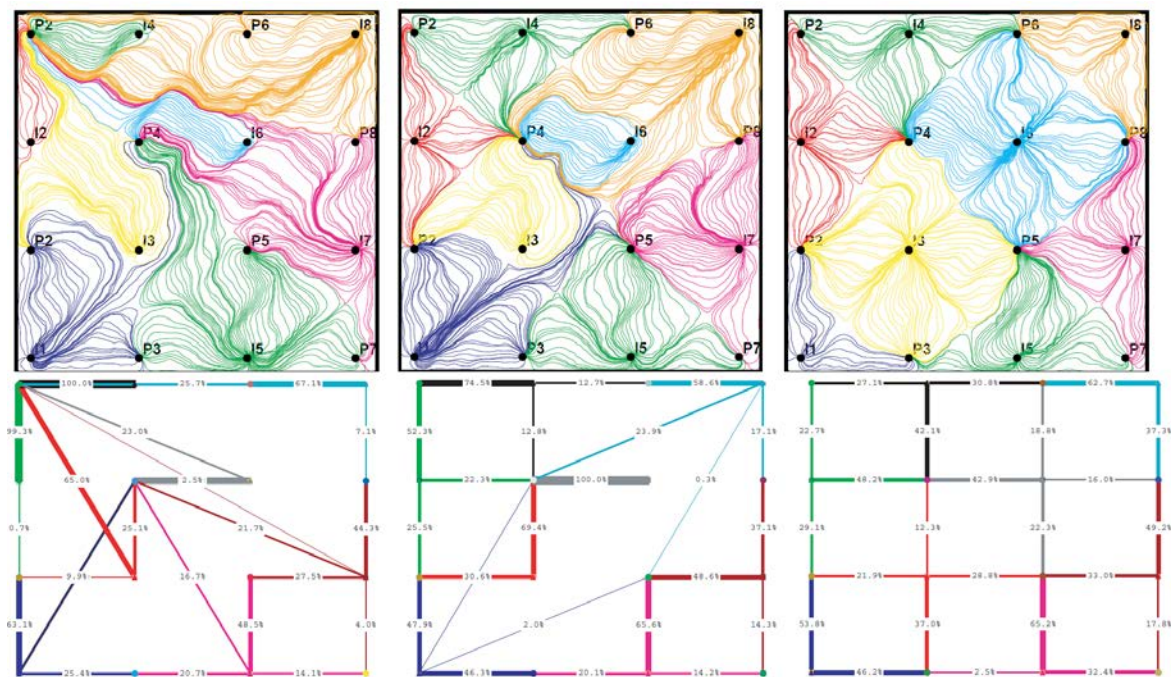 P2 I4 P6 I8
I2 P4 I6 P8
P2 I3 P5 I7
I1 P3 I5 P7
P2 I4 P6 I8
I2 P4 I6 P8
P2 I3 P5 I7
I1 P3 I5 P7
P2 I4 P6 I8
I2 P4 I6 P8
P2 I3 P5 I7
I1 P3 I5 P7
100.0% 25.7% 67.1%
99.3% 23.0% 7.1%
65.0% 2.5%
0.7% 25.1% 21.7% 44.3%
9.9% 16.7% 27.5%
63.1% 48.5% 4.0%
25.4% 20.7% 14.1%
74.5% 12.7% 58.6%
52.3% 12.8% 23.9% 17.1%
22.3% 100.0% 0.3%
25.5% 69.4% 37.1%
30.6% 48.6%
47.9% 2.0% 65.6% 14.3%
46.3% 20.1% 14.2%
27.1% 30.8% 62.7%
22.7% 42.1% 18.8% 37.3%
48.2% 42.9% 16.0%
29.1% 12.3% 22.3% 49.2%
21.9% 28.8% 33.0%
53.8% 37.0% 65.2% 17.8%
46.2% 2.5% 32.4%